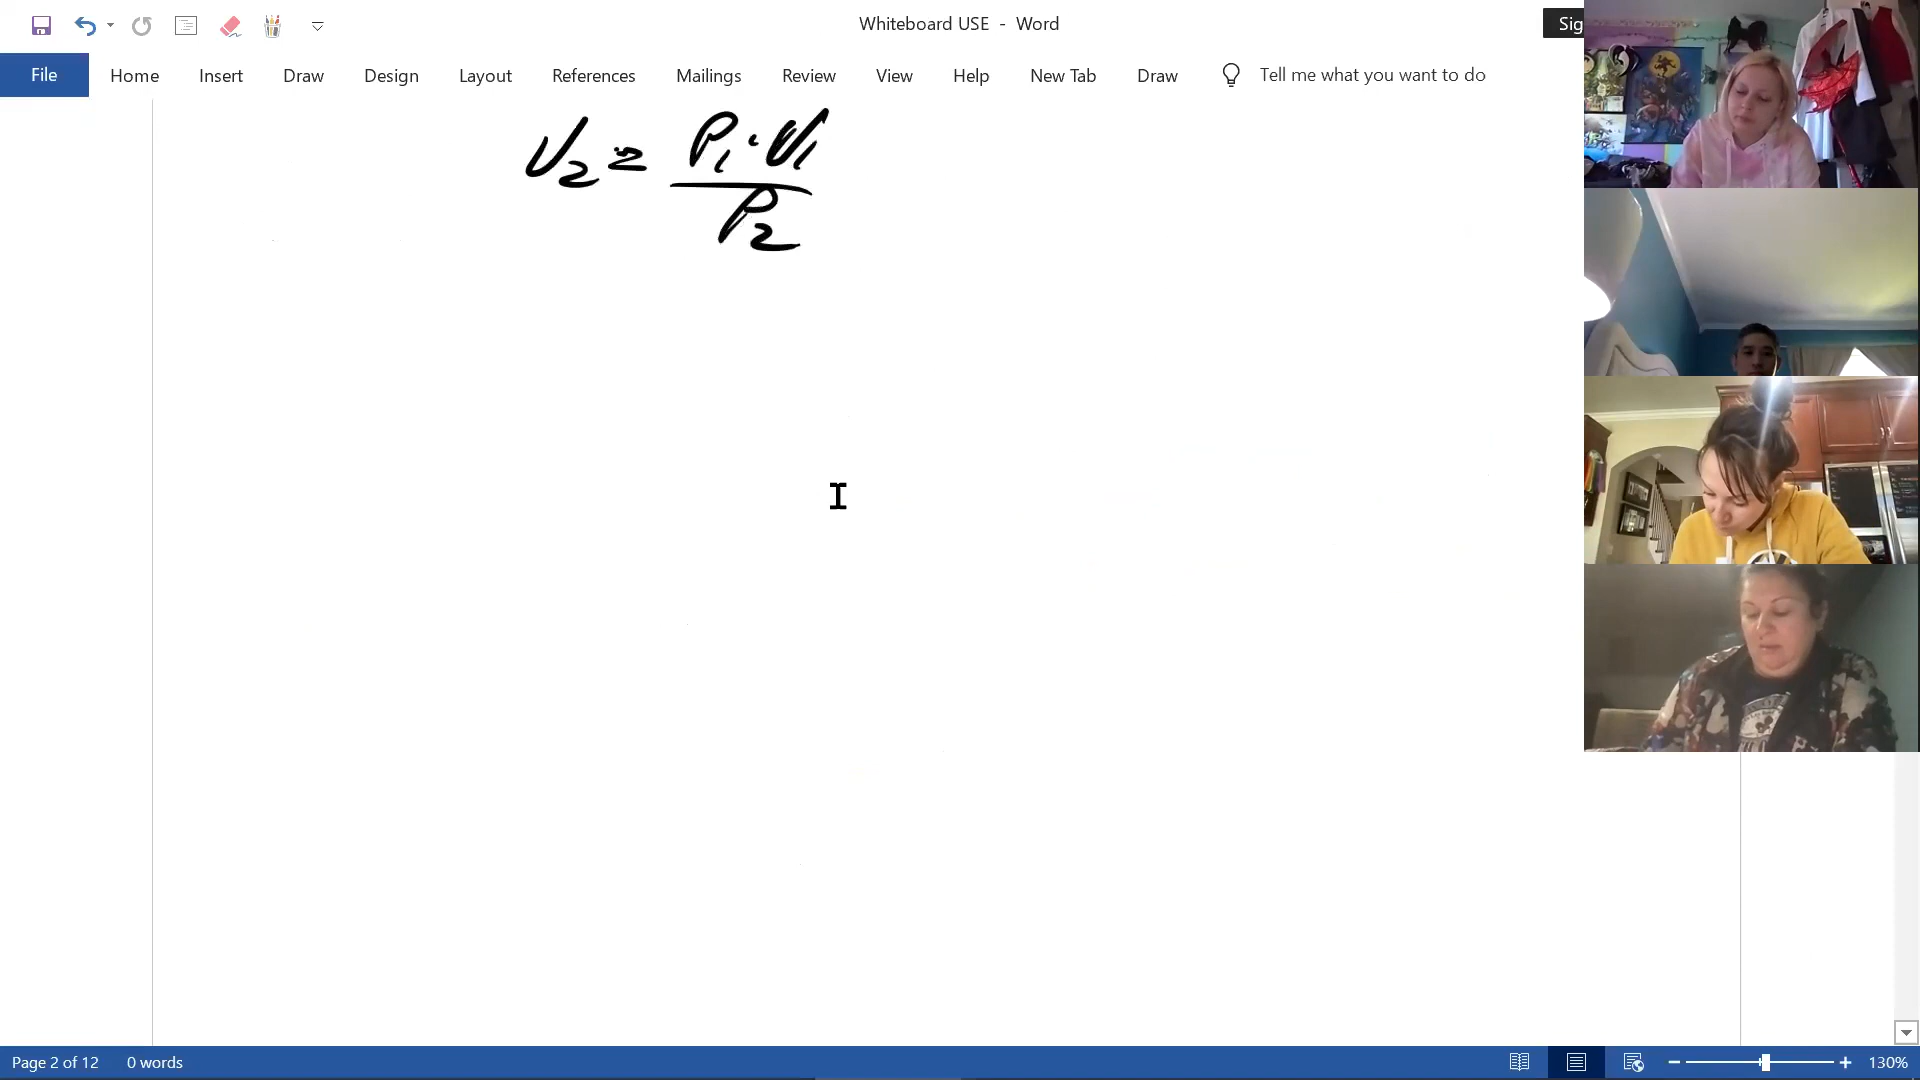 Whiteboard USE - Word
Sig
File Home Insert Draw Design Layout References Mailings Review View Help New Tab Draw Tell me what you want to do
V₂ = P₁·V₁
P₂
Page 2 of 12 0 words 130%